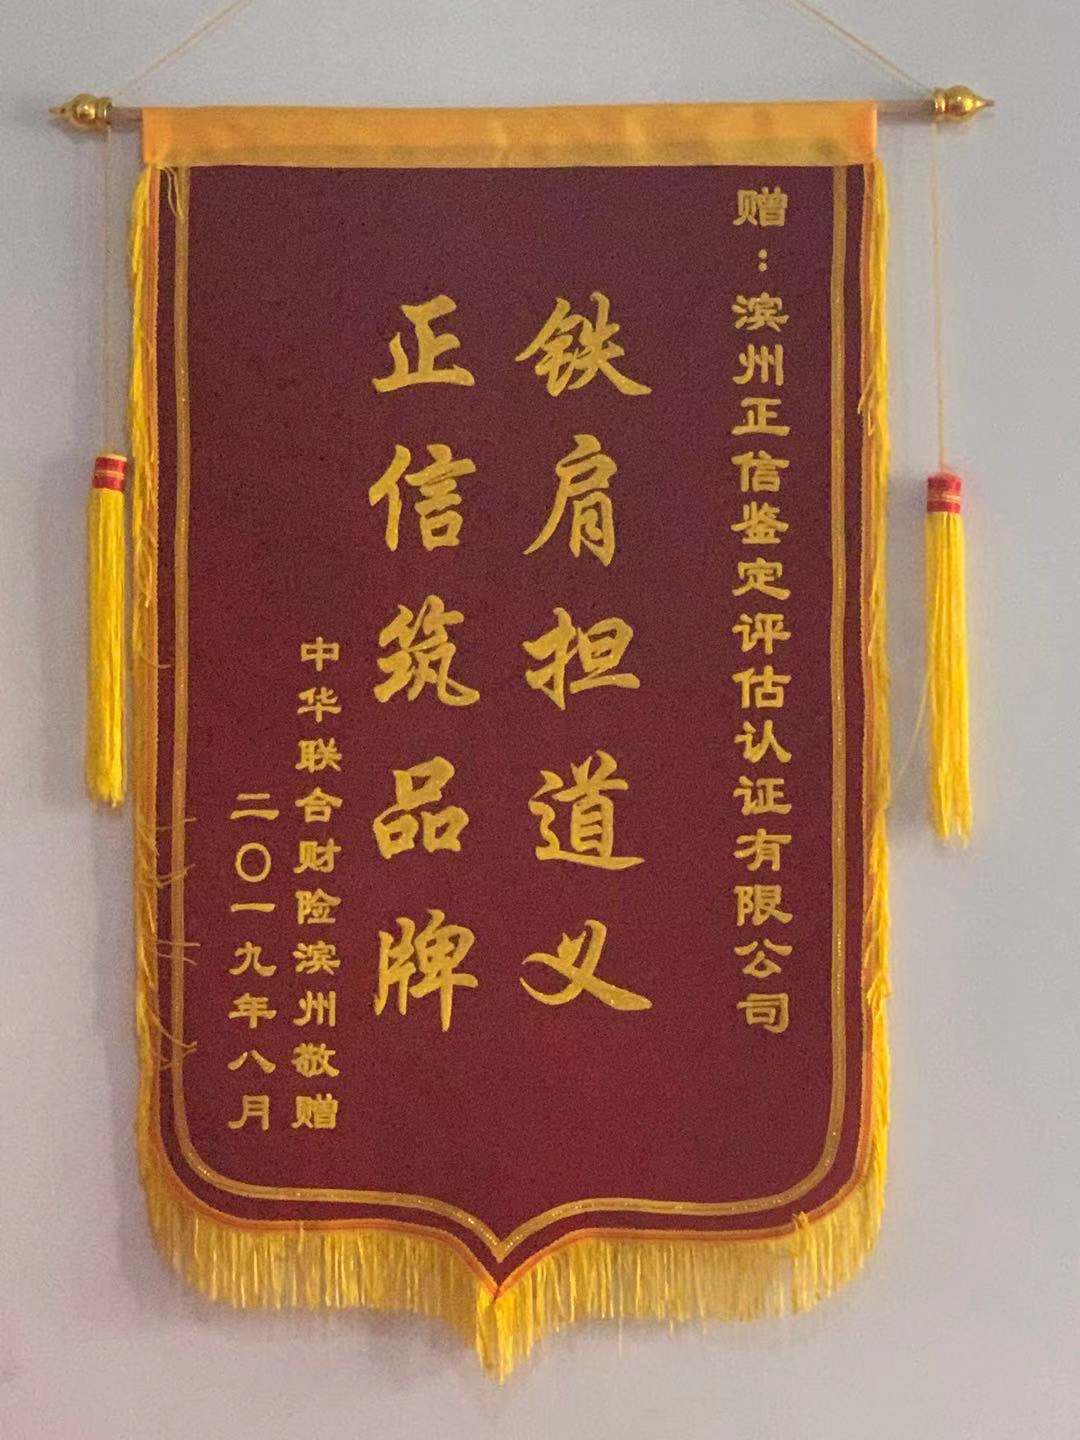 赠：滨州正信鉴定评估认证有限公司
铁肩担道义
正信筑品牌
中华联合财险滨州敬赠
二〇一九年八月